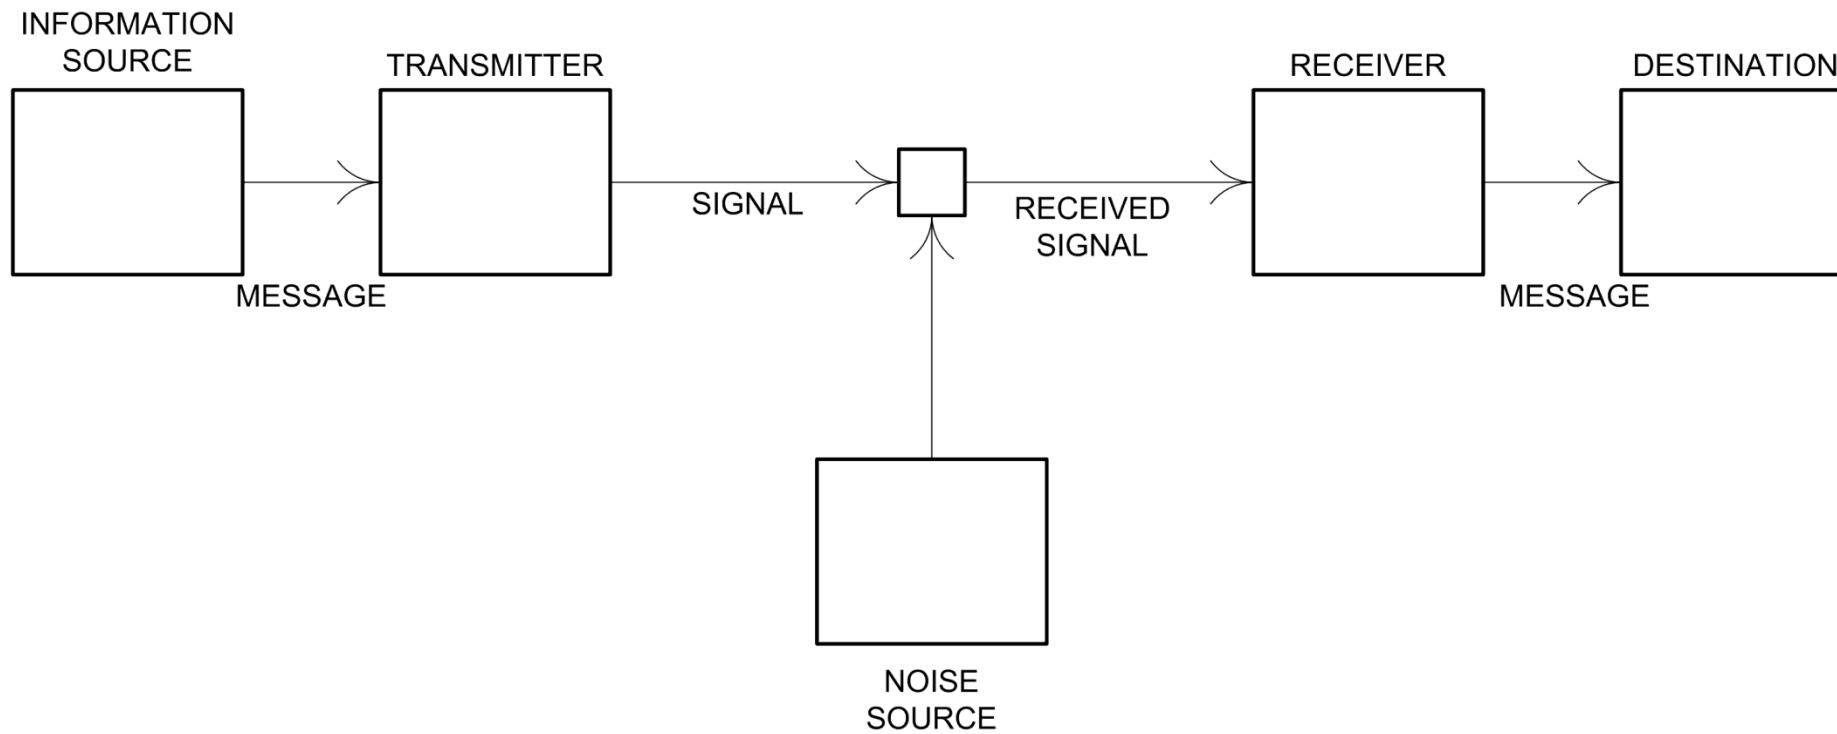 INFORMATION
SOURCE
TRANSMITTER
RECEIVER
DESTINATION
SIGNAL
RECEIVED
SIGNAL
MESSAGE
MESSAGE
NOISE
SOURCE